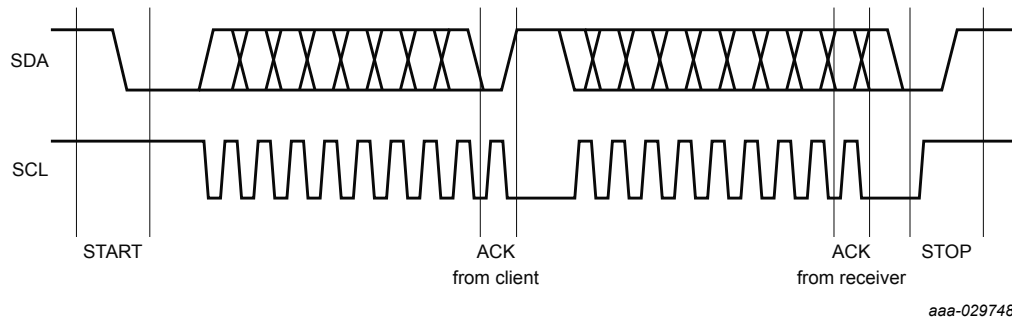 SDA
SCL
START
ACK
from client
ACK
from receiver
STOP
aaa-029748